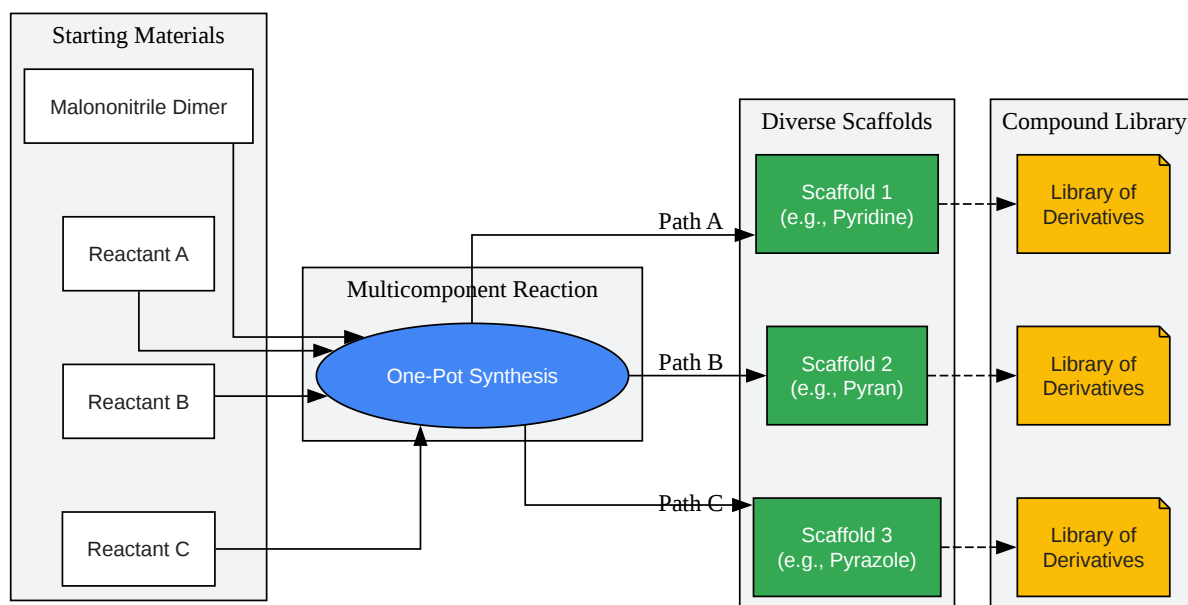 Starting Materials
Malononitrile Dimer
Reactant A
Reactant B
Reactant C
Multicomponent Reaction
One-Pot Synthesis
Path A
Path B
Path C
Diverse Scaffolds
Scaffold 1
(e.g., Pyridine)
Scaffold 2
(e.g., Pyran)
Scaffold 3
(e.g., Pyrazole)
Compound Library
Library of
Derivatives
Library of
Derivatives
Library of
Derivatives